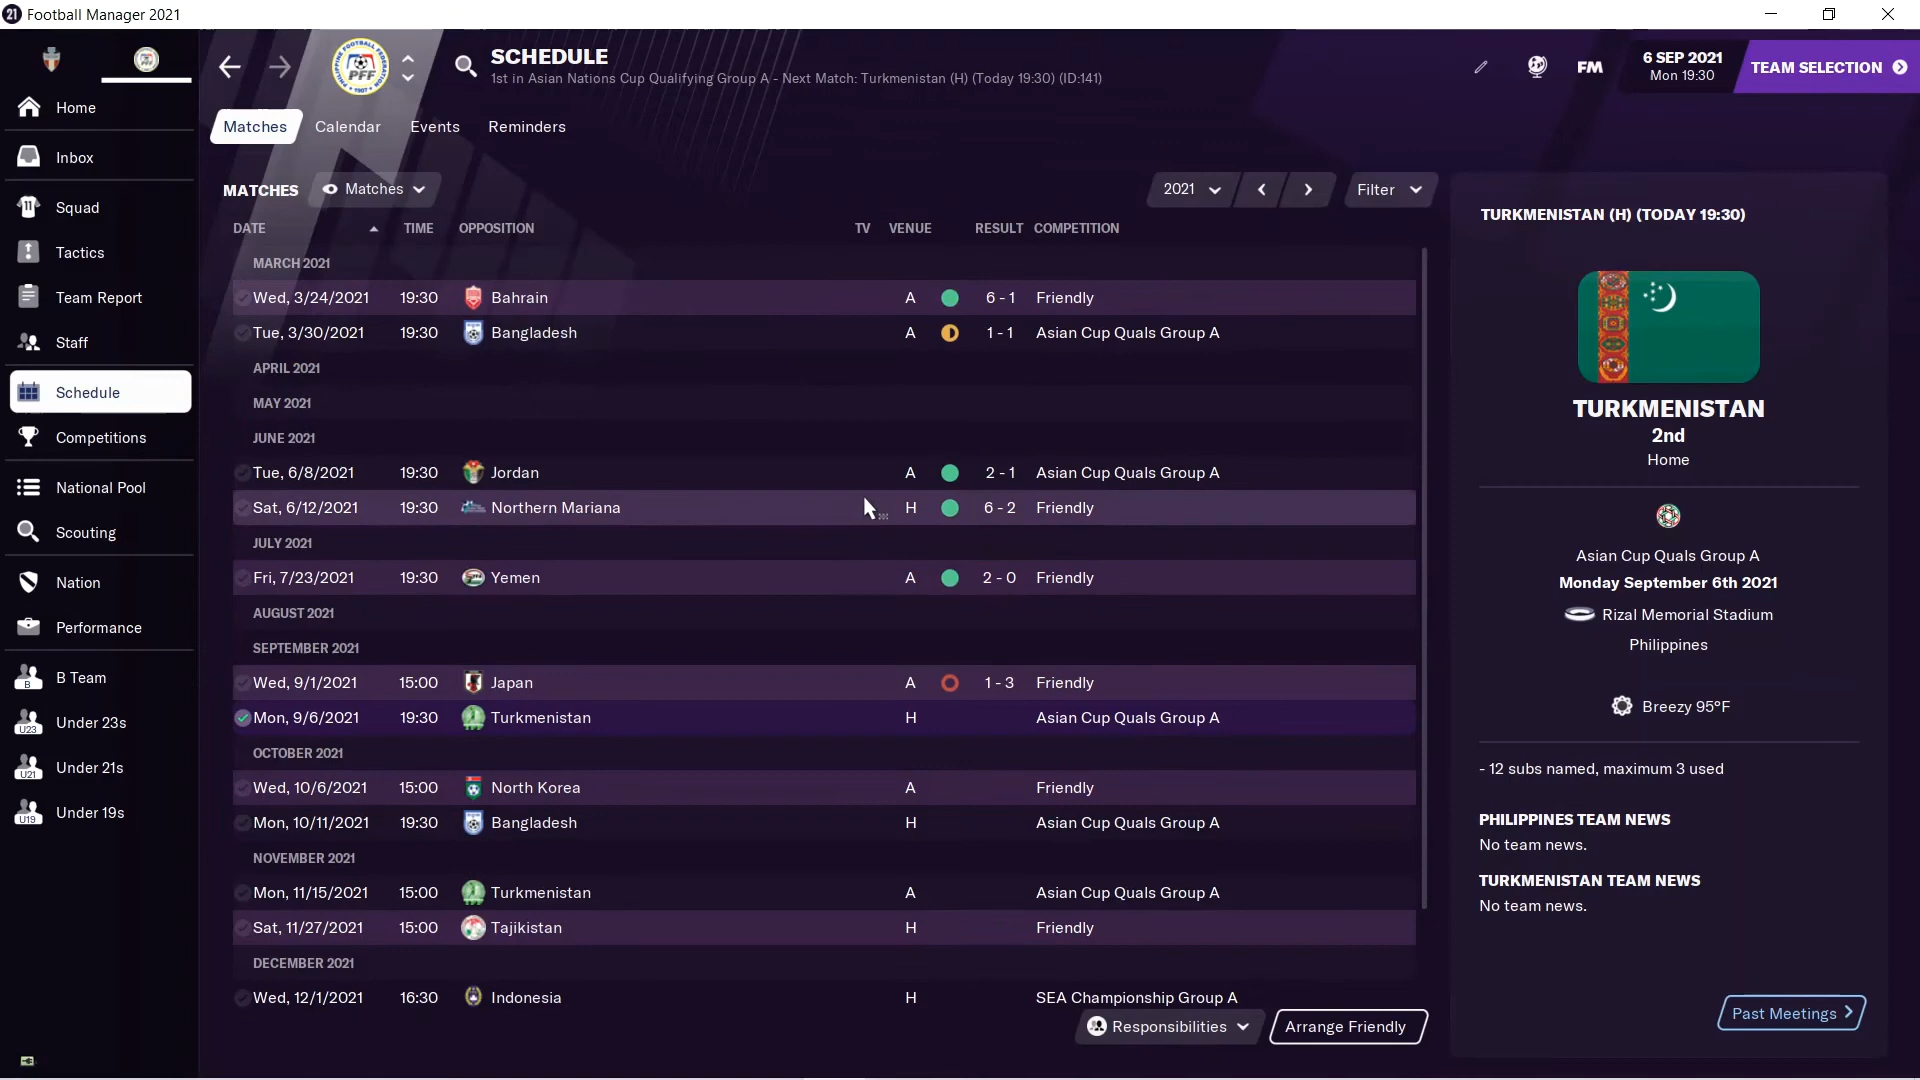 21 Football Manager 2021
SCHEDULE
1st in Asian Nations Cup Qualifying Group A - Next Match: Turkmenistan (H) (Today 19:30) (ID:141)
PHILIPPINE FOOTBALL FEDERATION
PFF
1907
FM
6 SEP 2021
Mon 19:30
TEAM SELECTION
Home
Inbox
Squad
Tactics
Team Report
Staff
Schedule
Competitions
National Pool
Scouting
Nation
Performance
B B Team
U23 Under 23s
U21 Under 21s
U19 Under 19s
Matches Calendar Events Reminders
MATCHES Matches 2021 Filter
DATE TIME OPPOSITION TV VENUE RESULT COMPETITION
MARCH 2021
Wed, 3/24/2021 19:30 Bahrain A 6 - 1 Friendly
Tue, 3/30/2021 19:30 Bangladesh A 1 - 1 Asian Cup Quals Group A
APRIL 2021
MAY 2021
JUNE 2021
Tue, 6/8/2021 19:30 Jordan A 2 - 1 Asian Cup Quals Group A
Sat, 6/12/2021 19:30 Northern Mariana H 6 - 2 Friendly
JULY 2021
Fri, 7/23/2021 19:30 Yemen A 2 - 0 Friendly
AUGUST 2021
SEPTEMBER 2021
Wed, 9/1/2021 15:00 Japan A 1 - 3 Friendly
Mon, 9/6/2021 19:30 Turkmenistan H Asian Cup Quals Group A
OCTOBER 2021
Wed, 10/6/2021 15:00 North Korea A Friendly
Mon, 10/11/2021 19:30 Bangladesh H Asian Cup Quals Group A
NOVEMBER 2021
Mon, 11/15/2021 15:00 Turkmenistan A Asian Cup Quals Group A
Sat, 11/27/2021 15:00 Tajikistan H Friendly
DECEMBER 2021
Wed, 12/1/2021 16:30 Indonesia H SEA Championship Group A
Responsibilities Arrange Friendly
TURKMENISTAN (H) (TODAY 19:30)
TURKMENISTAN
2nd
Home
Asian Cup Quals Group A
Monday September 6th 2021
Rizal Memorial Stadium
Philippines
Breezy 95°F
- 12 subs named, maximum 3 used
PHILIPPINES TEAM NEWS
No team news.
TURKMENISTAN TEAM NEWS
No team news.
Past Meetings